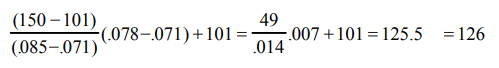 (150 − 101)/(.085−.071)(.078−.071) + 101 = 49/.014 .007 + 101 = 125.5 = 126